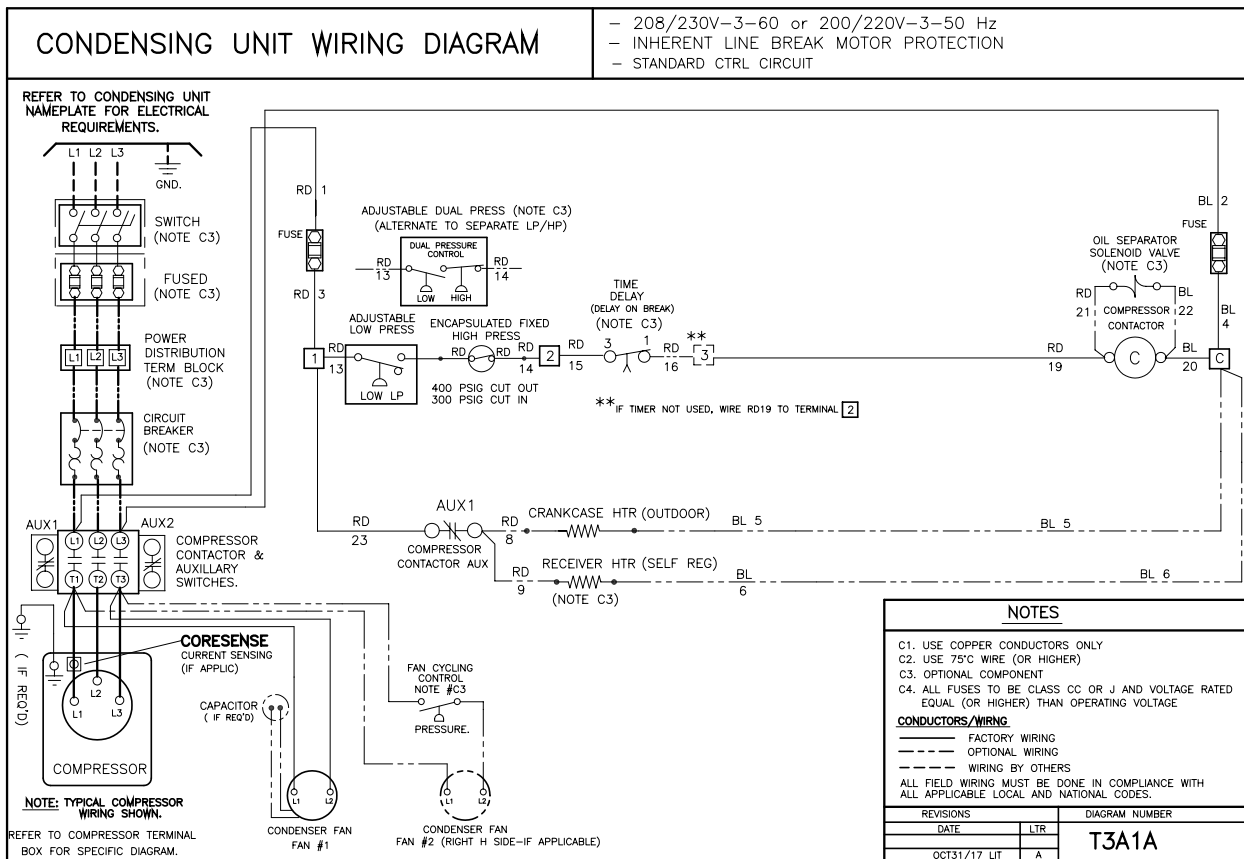 CONDENSING UNIT WIRING DIAGRAM
– 208/230V–3–60 or 200/220V–3–50 Hz
– INHERENT LINE BREAK MOTOR PROTECTION
– STANDARD CTRL CIRCUIT
REFER TO CONDENSING UNIT
NAMEPLATE FOR ELECTRICAL
REQUIREMENTS.
L1 L2 L3
GND.
SWITCH
(NOTE C3)
FUSED
(NOTE C3)
POWER
DISTRIBUTION
TERM BLOCK
(NOTE C3)
L1 L2 L3
CIRCUIT
BREAKER
(NOTE C3)
AUX1
AUX2
L1 L2 L3
T1 T2 T3
COMPRESSOR
CONTACTOR &
AUXILLARY
SWITCHES.
( IF REQ'D)
CORESENSE
CURRENT SENSING
(IF APPLIC)
L1 L2 L3
COMPRESSOR
NOTE: TYPICAL COMPRESSOR
WIRING SHOWN.
REFER TO COMPRESSOR TERMINAL
BOX FOR SPECIFIC DIAGRAM.
RD 1
FUSE
RD 3
1
ADJUSTABLE DUAL PRESS (NOTE C3)
(ALTERNATE TO SEPARATE LP/HP)
DUAL PRESSURE
CONTROL
RD
13
RD
14
LOW HIGH
ADJUSTABLE
LOW PRESS
RD
13
LOW LP
ENCAPSULATED FIXED
HIGH PRESS
RD RD
RD
14
400 PSIG CUT OUT
300 PSIG CUT IN
2
RD
15
TIME
DELAY
(DELAY ON BREAK)
(NOTE C3)
3 1
RD
16
**
3
**IF TIMER NOT USED, WIRE RD19 TO TERMINAL 2
RD
19
OIL SEPARATOR
SOLENOID VALVE
(NOTE C3)
RD
21
BL
22
COMPRESSOR
CONTACTOR
C
BL
20
C
BL 2
FUSE
BL
4
RD
23
AUX1
COMPRESSOR
CONTACTOR AUX
RD
8
CRANKCASE HTR (OUTDOOR)
BL 5
BL 5
RD
9
RECEIVER HTR (SELF REG)
(NOTE C3)
BL
6
BL 6
CAPACITOR
( IF REQ'D)
L1 L2
CONDENSER FAN
FAN #1
FAN CYCLING
CONTROL
NOTE #C3
PRESSURE.
L1 L2
CONDENSER FAN
FAN #2 (RIGHT H SIDE–IF APPLICABLE)
NOTES
C1. USE COPPER CONDUCTORS ONLY
C2. USE 75°C WIRE (OR HIGHER)
C3. OPTIONAL COMPONENT
C4. ALL FUSES TO BE CLASS CC OR J AND VOLTAGE RATED
EQUAL (OR HIGHER) THAN OPERATING VOLTAGE
CONDUCTORS/WIRNG
FACTORY WIRING
OPTIONAL WIRING
WIRING BY OTHERS
ALL FIELD WIRING MUST BE DONE IN COMPLIANCE WITH
ALL APPLICABLE LOCAL AND NATIONAL CODES.
REVISIONS
DIAGRAM NUMBER
DATE LTR
T3A1A
OCT31/17 LIT A